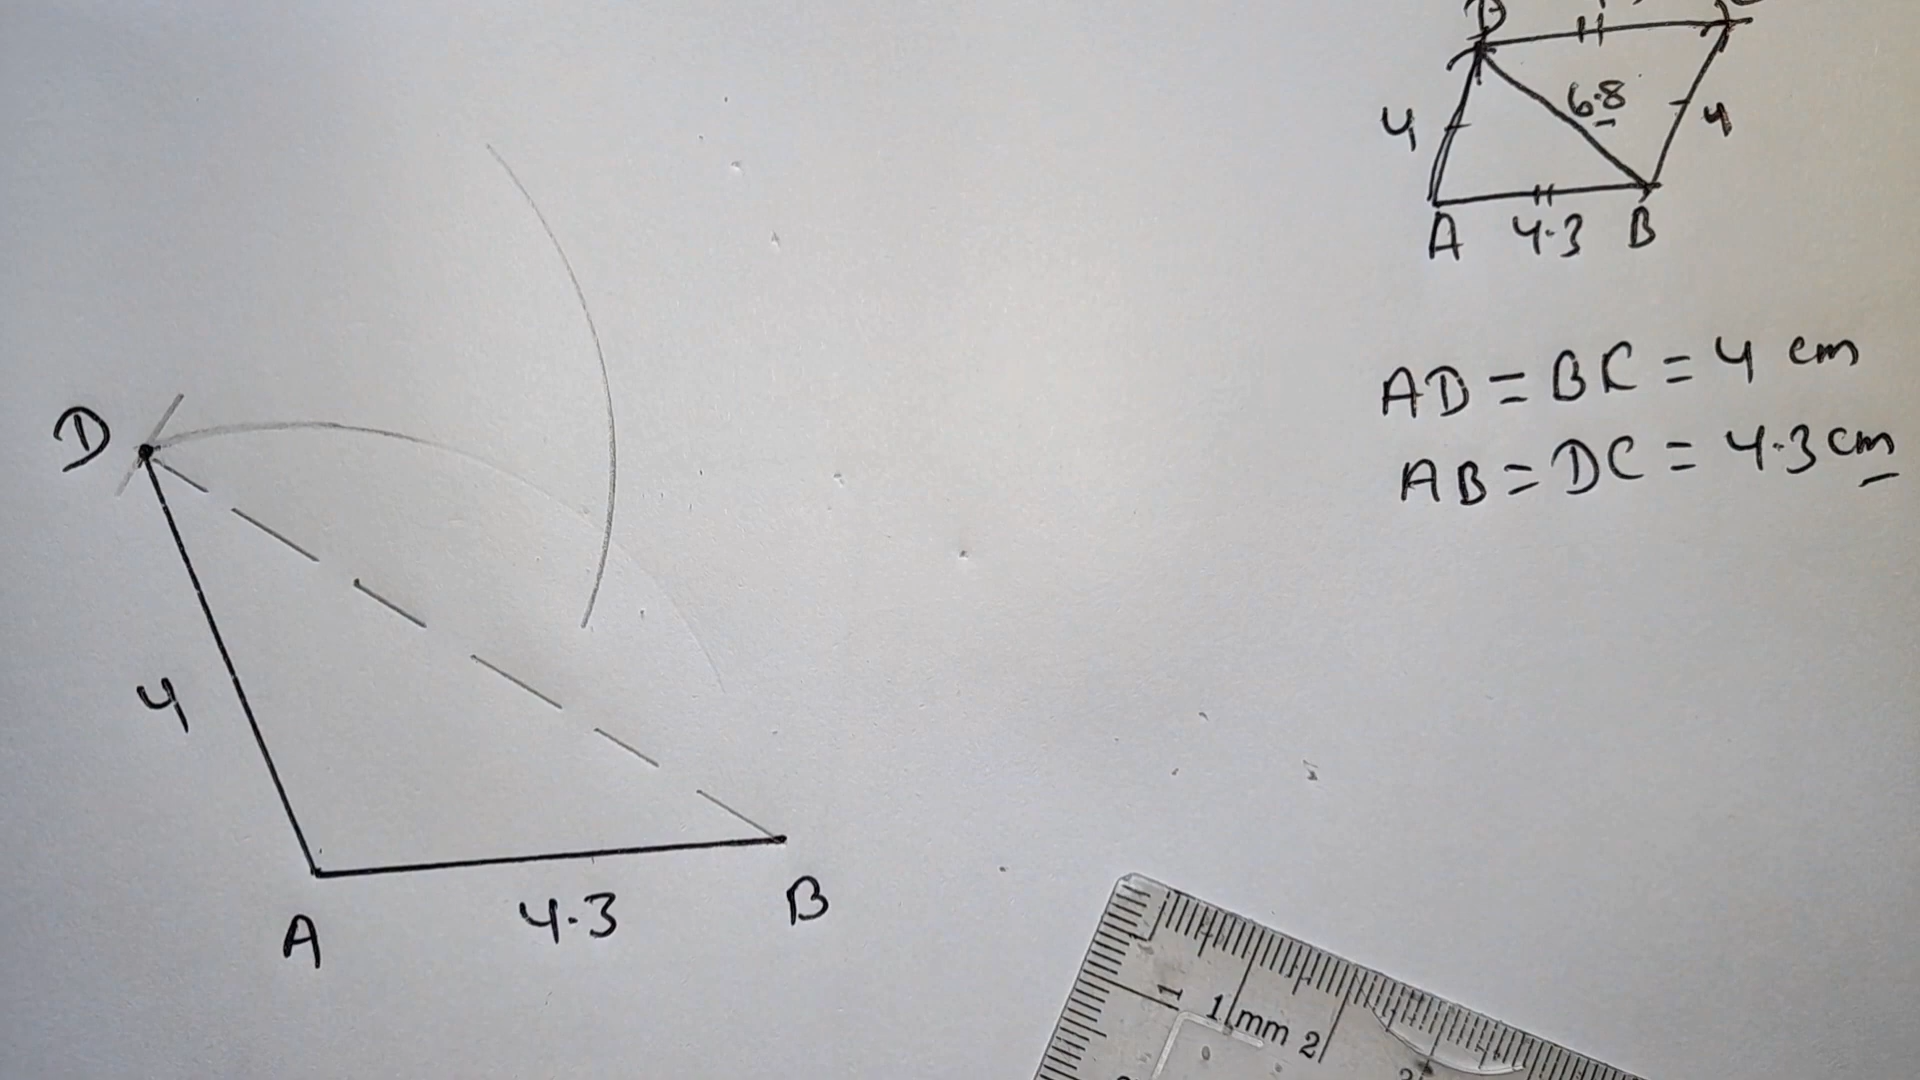 D
6.8
4
4
A 4.3 B
AD = BC = 4 cm
AB = DC = 4.3 cm
D
4
4.3
A
B
1 1 mm 2